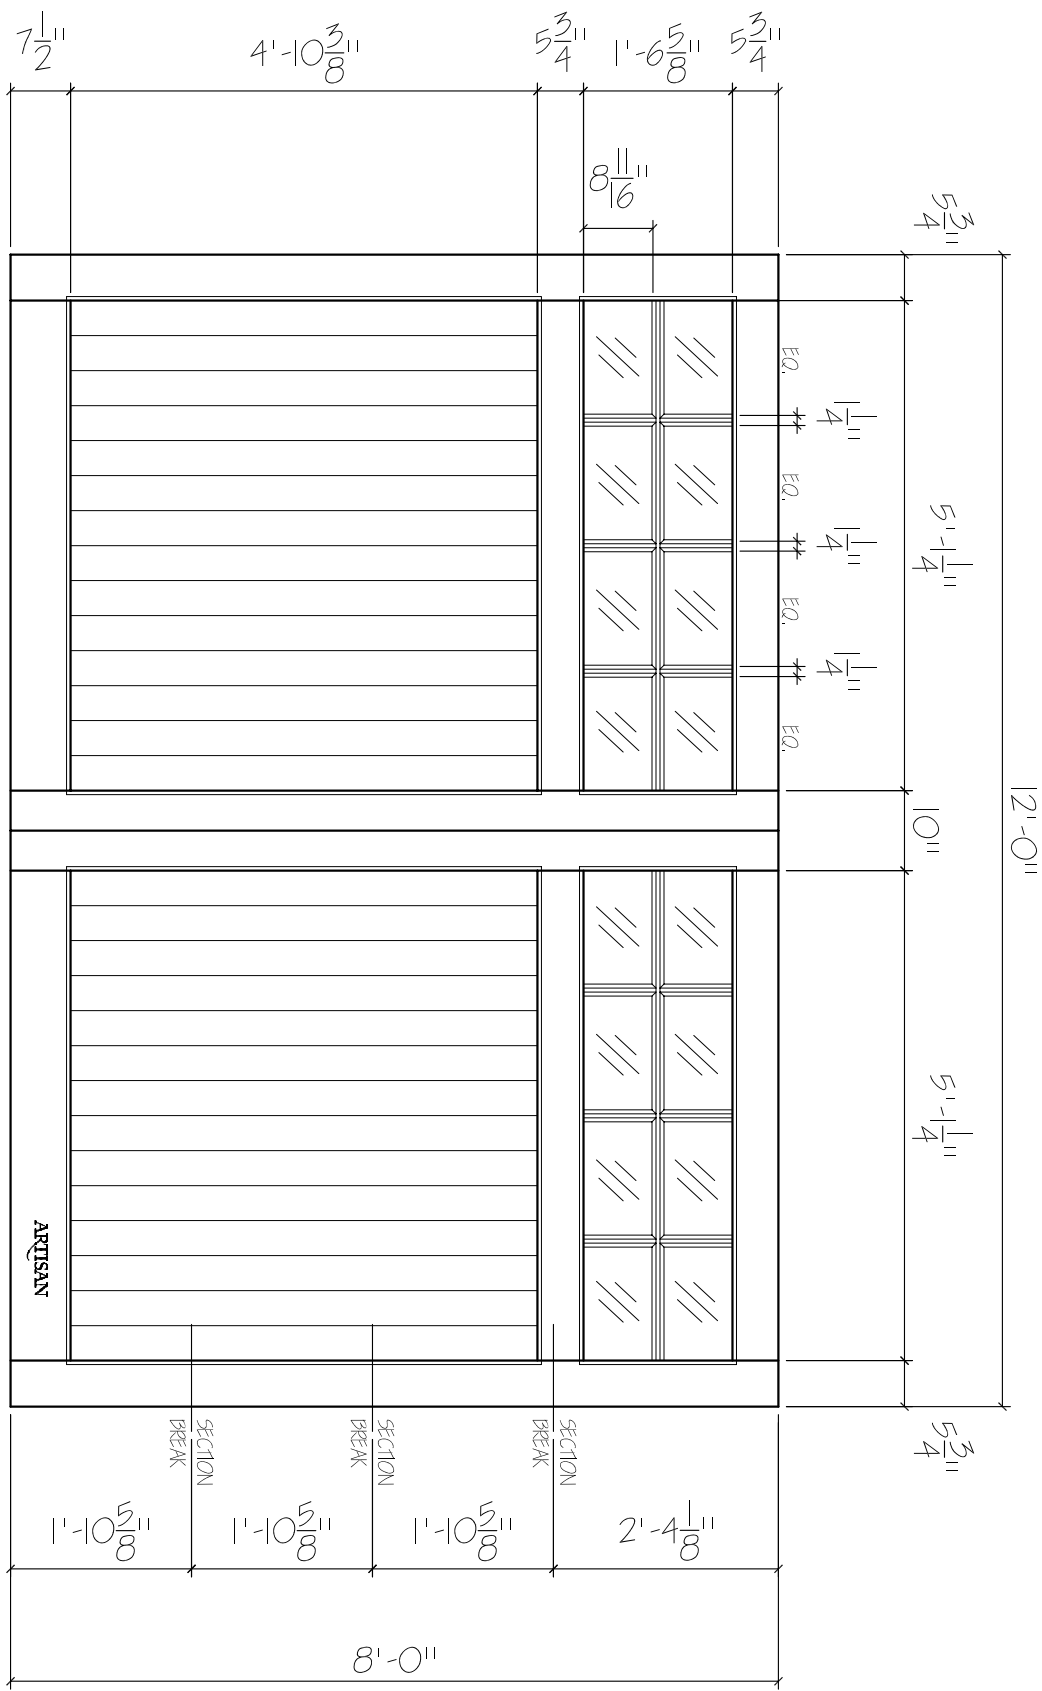 7 1/2"
4'-10 3/8"
5 3/4"
1'-6 5/8"
5 3/4"
8 11/16"
5 3/4"
EQ.
1 1/4"
EQ.
1 1/4"
5'-1 1/4"
EQ.
1 1/4"
EQ.
10"
12'-0"
5'-1 1/4"
ARTISAN
5 3/4"
SECTION
BREAK
SECTION
BREAK
SECTION
BREAK
1'-10 5/8"
1'-10 5/8"
1'-10 5/8"
2'-4 1/8"
8'-0"